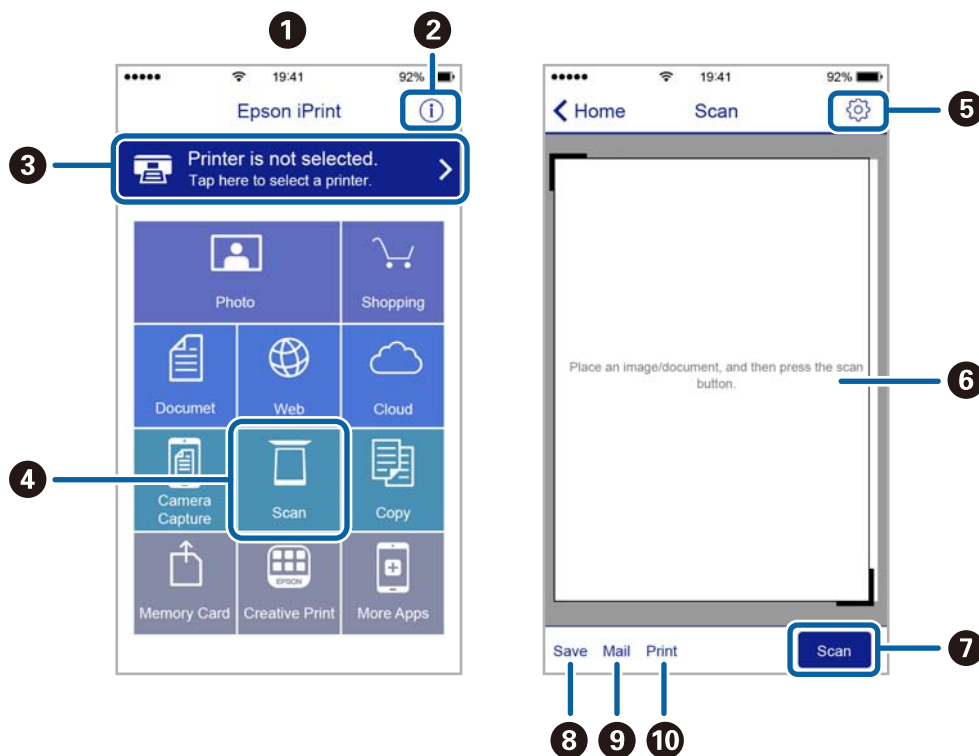 1
2
19:41
92%
Epson iPrint
i
3
Printer is not selected.
Tap here to select a printer.
Photo
Shopping
Documet
Web
Cloud
4
Camera
Capture
Scan
Copy
EPSON
Memory Card
Creative Print
More Apps
19:41
92%
Home
Scan
5
Place an image/document, and then press the scan
button.
6
Save
Mail
Print
Scan
7
8
9
10